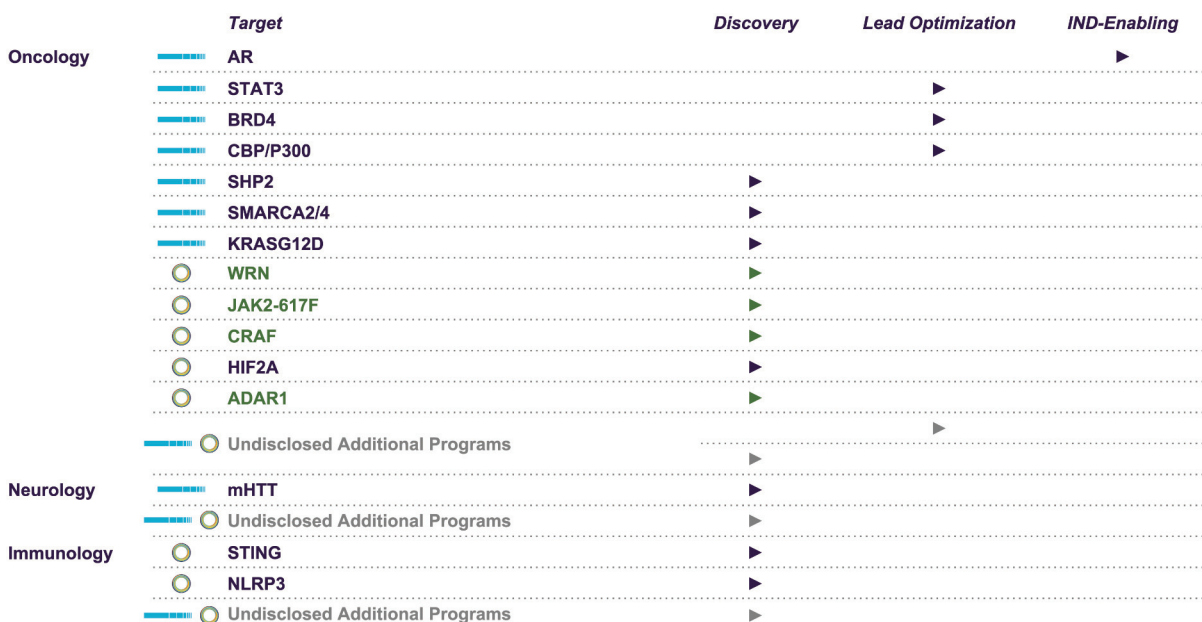 Target Discovery Lead Optimization IND-Enabling
Oncology AR
STAT3
BRD4
CBP/P300
SHP2
SMARCA2/4
KRASG12D
WRN
JAK2-617F
CRAF
HIF2A
ADAR1
Undisclosed Additional Programs
Neurology mHTT
Undisclosed Additional Programs
Immunology STING
NLRP3
Undisclosed Additional Programs